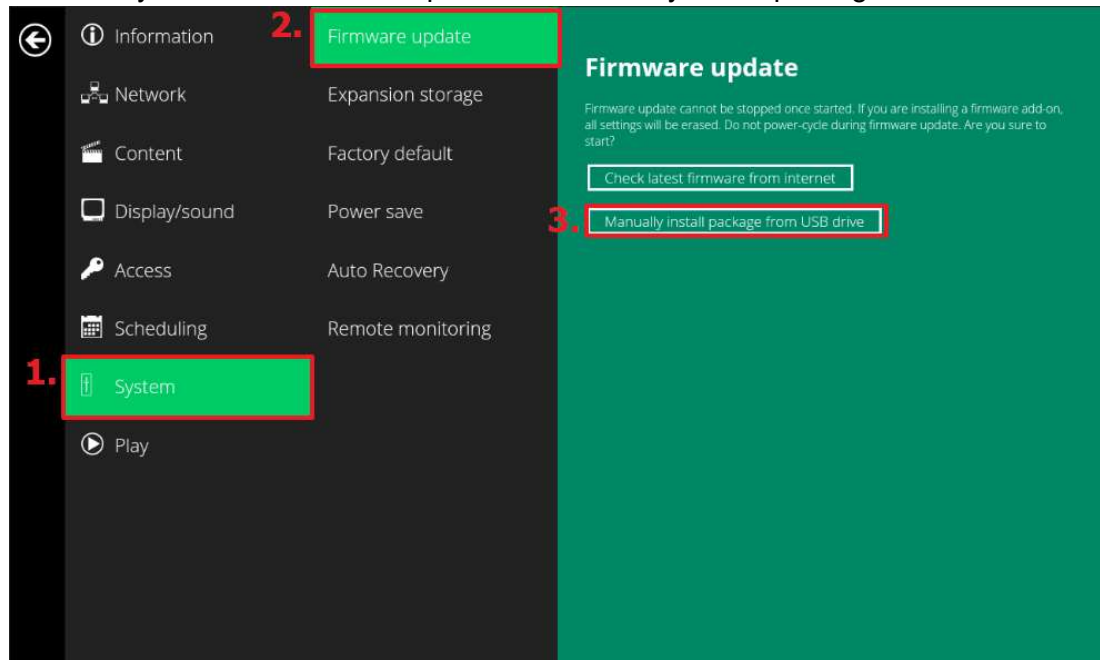 2.
Information
Firmware update
Network
Expansion storage
Content
Factory default
Display/sound
Power save
Access
Auto Recovery
Scheduling
Remote monitoring
1.
System
Play
Firmware update
Firmware update cannot be stopped once started. If you are installing a firmware add-on,
all settings will be erased. Do not power-cycle during firmware update. Are you sure to
start?
Check latest firmware from internet
3.
Manually install package from USB drive